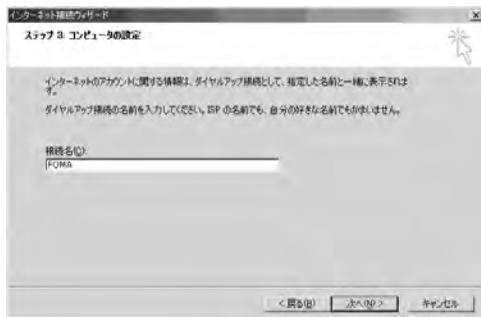 インターネット接続ウィザード
ステップ 3: コンピュータの設定
インターネットのアカウントに関する情報は、ダイヤルアップ接続として、指定した名前と一緒に表示されま
す。
ダイヤルアップ接続の名前を入力してください。ISP の名前でも、自分の好きな名前でもかまいません。
接続名(C):
FOMA
< 戻る(B)
次へ(N) >
キャンセル